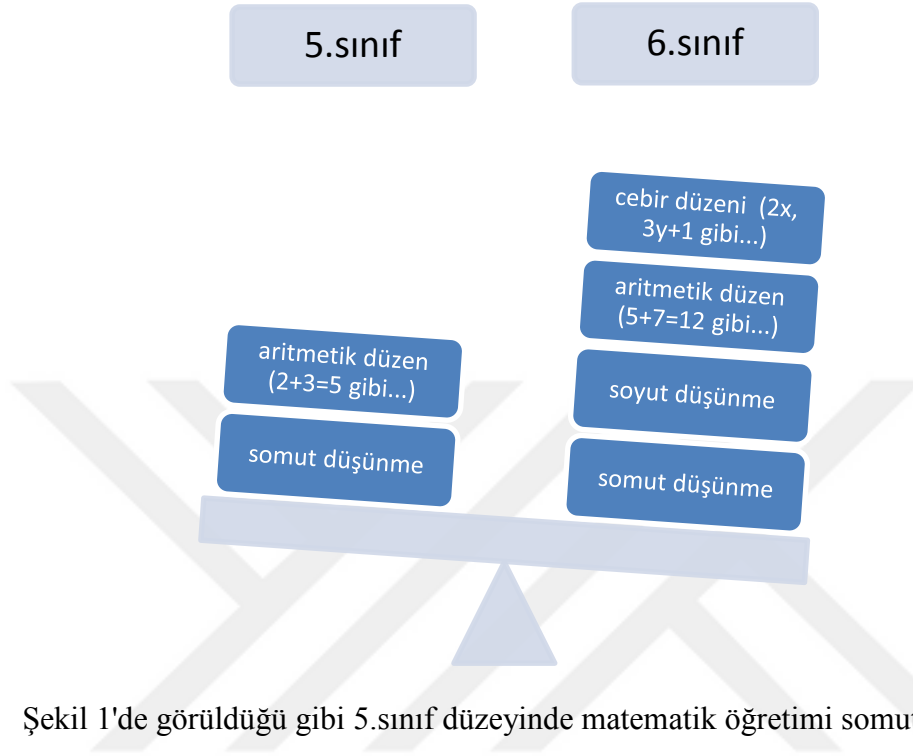 5.sınıf
6.sınıf
cebir düzeni (2x,
3y+1 gibi...)
aritmetik düzen
(5+7=12 gibi...)
soyut düşünme
somut düşünme
aritmetik düzen
(2+3=5 gibi...)
somut düşünme
Şekil 1'de görüldüğü gibi 5.sınıf düzeyinde matematik öğretimi somut